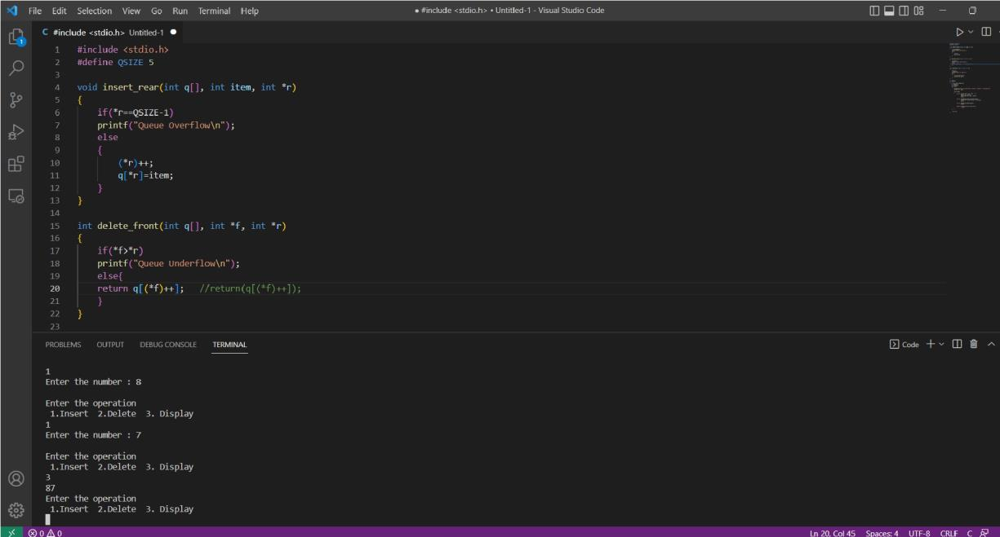 File Edit Selection View Go Run Terminal Help ● #include <stdio.h> • Untitled-1 - Visual Studio Code
1
C #include <stdio.h> Untitled-1 ●
1 #include <stdio.h>
2 #define QSIZE 5
3
4 void insert_rear(int q[], int item, int *r)
5 {
6 if(*r==QSIZE-1)
7 printf("Queue Overflow\n");
8 else
9 {
10 (*r)++;
11 q[*r]=item;
12 }
13 }
14
15 int delete_front(int q[], int *f, int *r)
16 {
17 if(*f>*r)
18 printf("Queue Underflow\n");
19 else{
20 return q[(*f)++]; //return(q[(*f)++]);
21 }
22 }
23
PROBLEMS OUTPUT DEBUG CONSOLE TERMINAL Code
1
Enter the number : 8
Enter the operation
1.Insert 2.Delete 3. Display
1
Enter the number : 7
Enter the operation
1.Insert 2.Delete 3. Display
3
87
Enter the operation
1.Insert 2.Delete 3. Display
0 0 Ln 20, Col 45 Spaces: 4 UTF-8 CRLF C